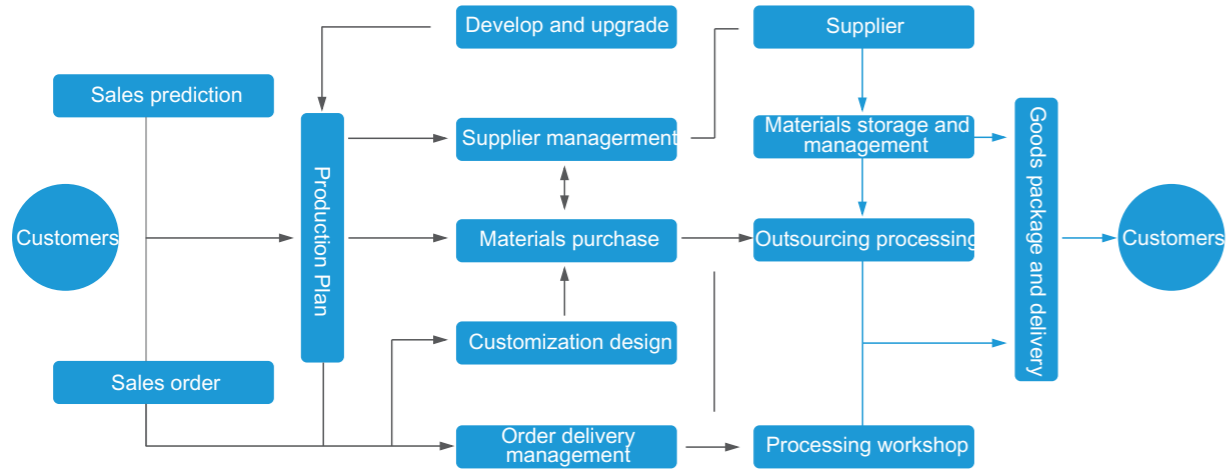 Develop and upgrade
Supplier
Sales prediction
Supplier managerment
Materials storage and
management
Production Plan
Goods package and delivery
Customers
Materials purchase
Outsourcing processing
Customers
Customization design
Sales order
Order delivery
management
Processing workshop